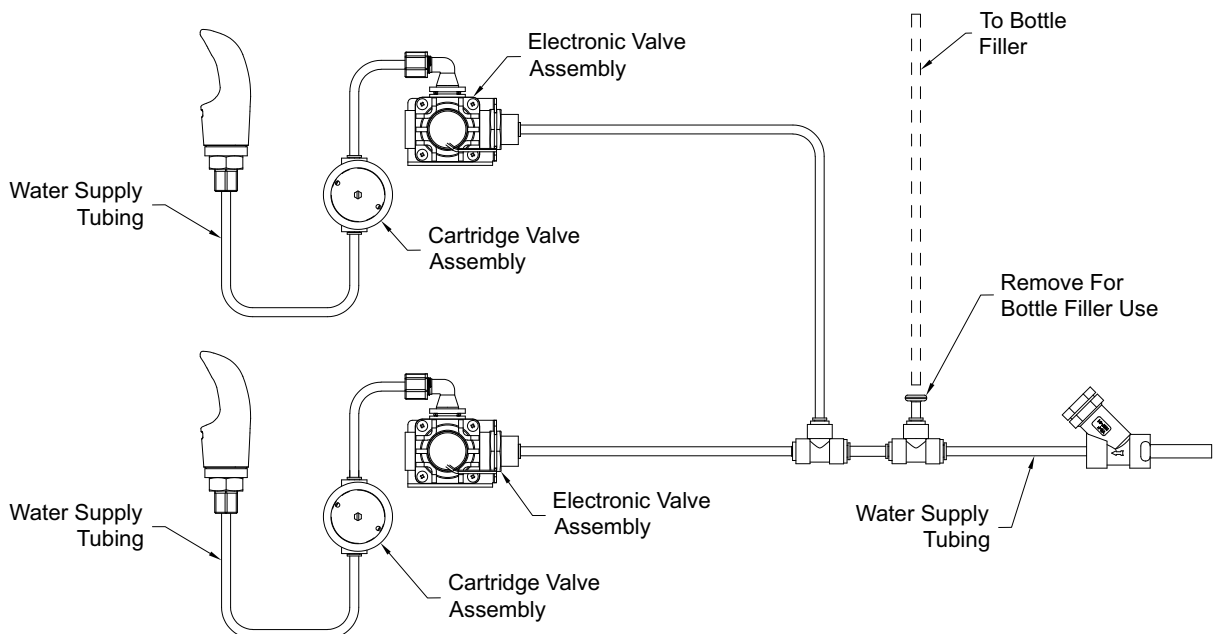 Electronic Valve
Assembly
To Bottle
Filler
Water Supply
Tubing
Cartridge Valve
Assembly
Remove For
Bottle Filler Use
Electronic Valve
Assembly
Water Supply
Tubing
Water Supply
Tubing
Cartridge Valve
Assembly